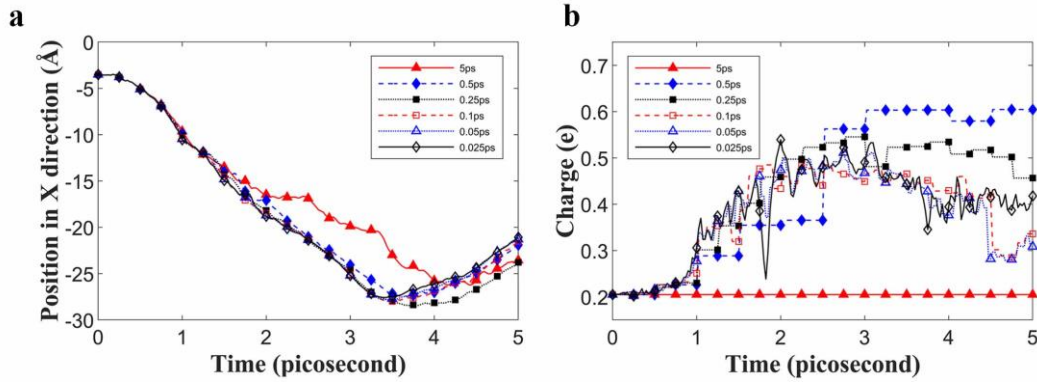 a
Position in X direction (Å)
0
-5
-10
-15
-20
-25
-30
0 1 2 3 4 5
Time (picosecond)
5ps
0.5ps
0.25ps
0.1ps
0.05ps
0.025ps
b
Charge (e)
0.7
0.6
0.5
0.4
0.3
0.2
0 1 2 3 4 5
Time (picosecond)
5ps
0.5ps
0.25ps
0.1ps
0.05ps
0.025ps